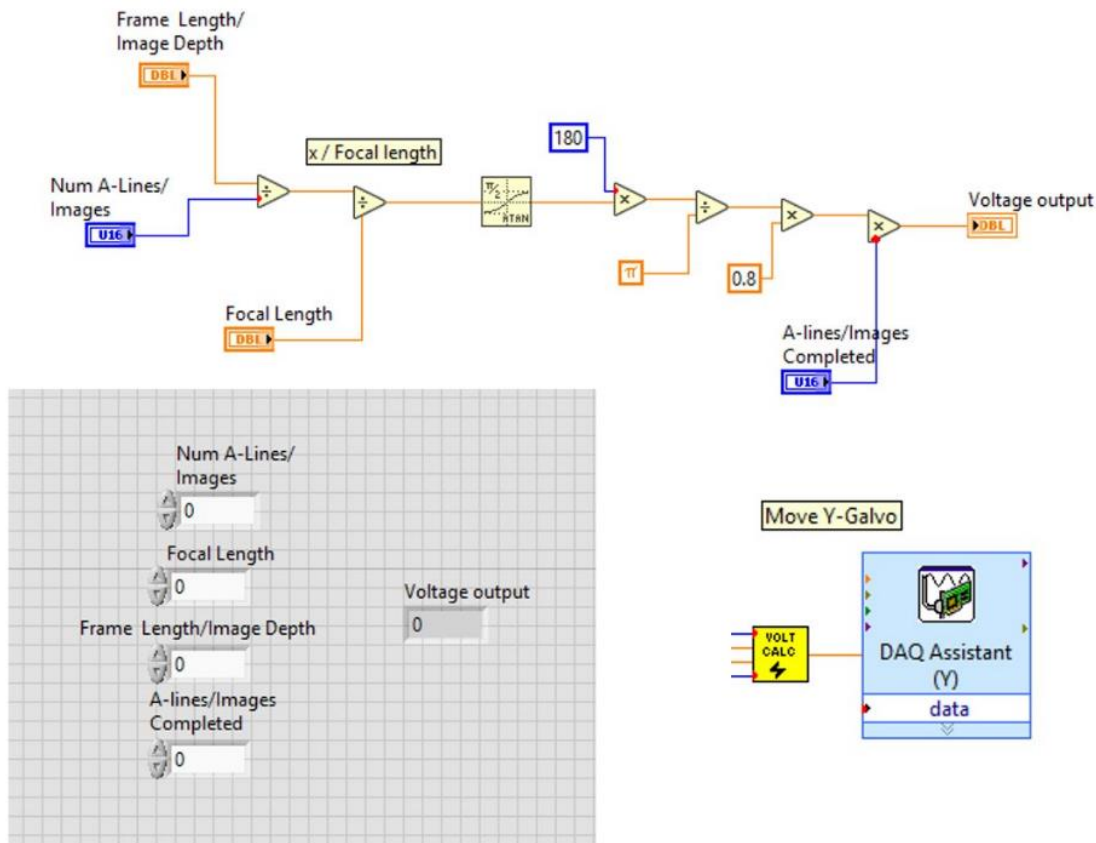 Frame Length/
Image Depth
DBL
x / Focal length
180
Num A-Lines/
Images
U16
÷
÷
π/2
ATAN
×
÷
×
×
Voltage output
DBL
π
0.8
Focal Length
DBL
A-lines/Images
Completed
U16
Num A-Lines/
Images
0
Focal Length
0
Frame Length/Image Depth
0
A-lines/Images
Completed
0
Voltage output
0
Move Y-Galvo
VOLT
CALC
DAQ Assistant
(Y)
data